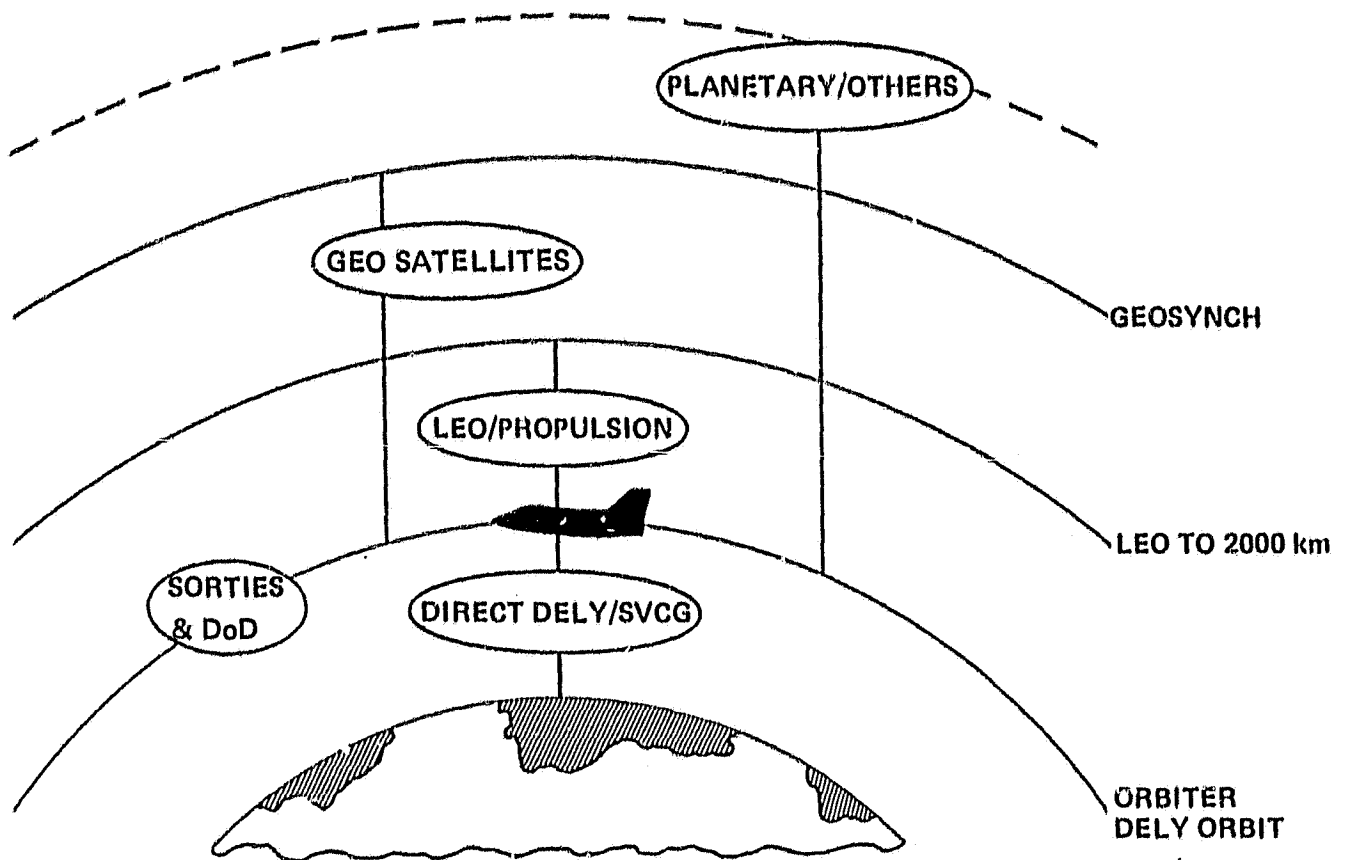 PLANETARY/OTHERS
GEO SATELLITES
GEOSYNCH
LEO/PROPULSION
LEO TO 2000 km
SORTIES
& DoD
DIRECT DELY/SVCG
ORBITER
DELY ORBIT